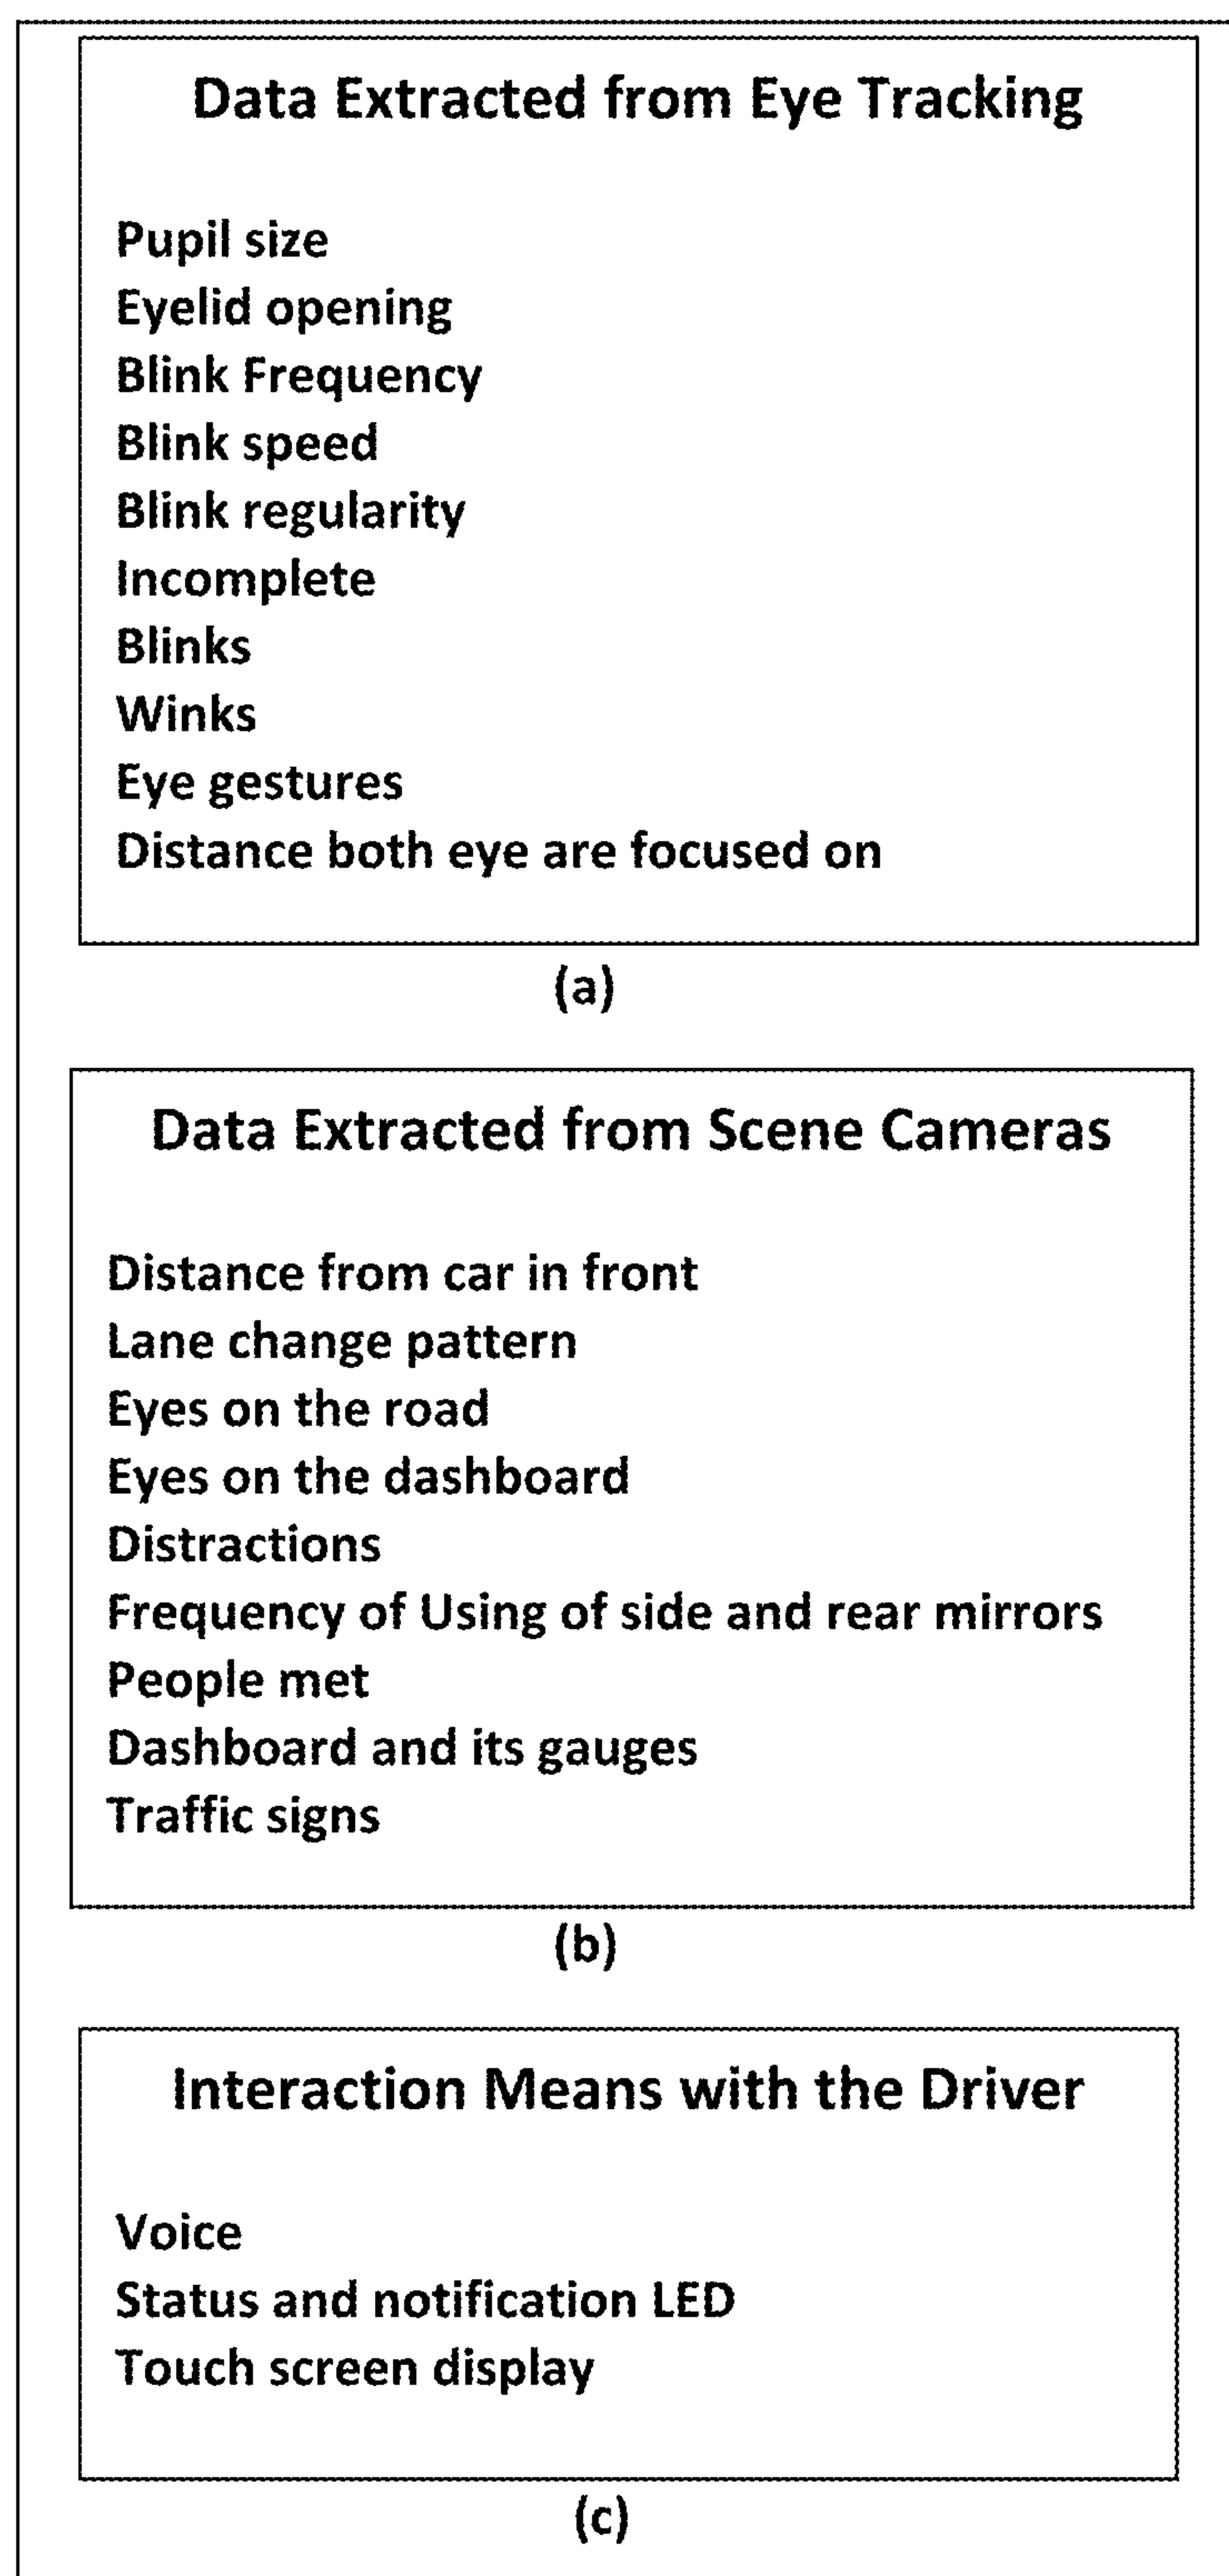 Data Extracted from Eye Tracking
Pupil size
Eyelid opening
Blink Frequency
Blink speed
Blink regularity
Incomplete
Blinks
Winks
Eye gestures
Distance both eye are focused on
(a)
Data Extracted from Scene Cameras
Distance from car in front
Lane change pattern
Eyes on the road
Eyes on the dashboard
Distractions
Frequency of Using of side and rear mirrors
People met
Dashboard and its gauges
Traffic signs
(b)
Interaction Means with the Driver
Voice
Status and notification LED
Touch screen display
(c)